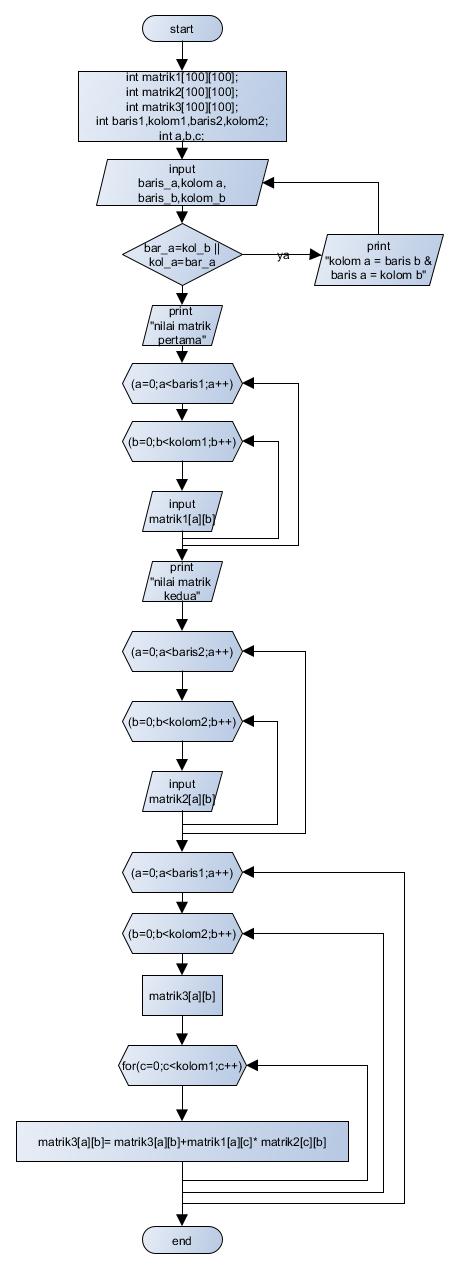 start
int matrik1[100][100];
int matrik2[100][100];
int matrik3[100][100];
int baris1,kolom1,baris2,kolom2;
int a,b,c;
input
baris_a,kolom a,
baris_b,kolom_b
bar_a=kol_b ||
kol_a=bar_a
ya
print
"kolom a = baris b &
baris a = kolom b"
print
"nilai matrik
pertama"
(a=0;a<baris1;a++)
(b=0;b<kolom1;b++)
input
matrik1[a][b]
print
"nilai matrik
kedua"
(a=0;a<baris2;a++)
(b=0;b<kolom2;b++)
input
matrik2[a][b]
(a=0;a<baris1;a++)
(b=0;b<kolom2;b++)
matrik3[a][b]
for(c=0;c<kolom1;c++)
matrik3[a][b]= matrik3[a][b]+matrik1[a][c]* matrik2[c][b]
end